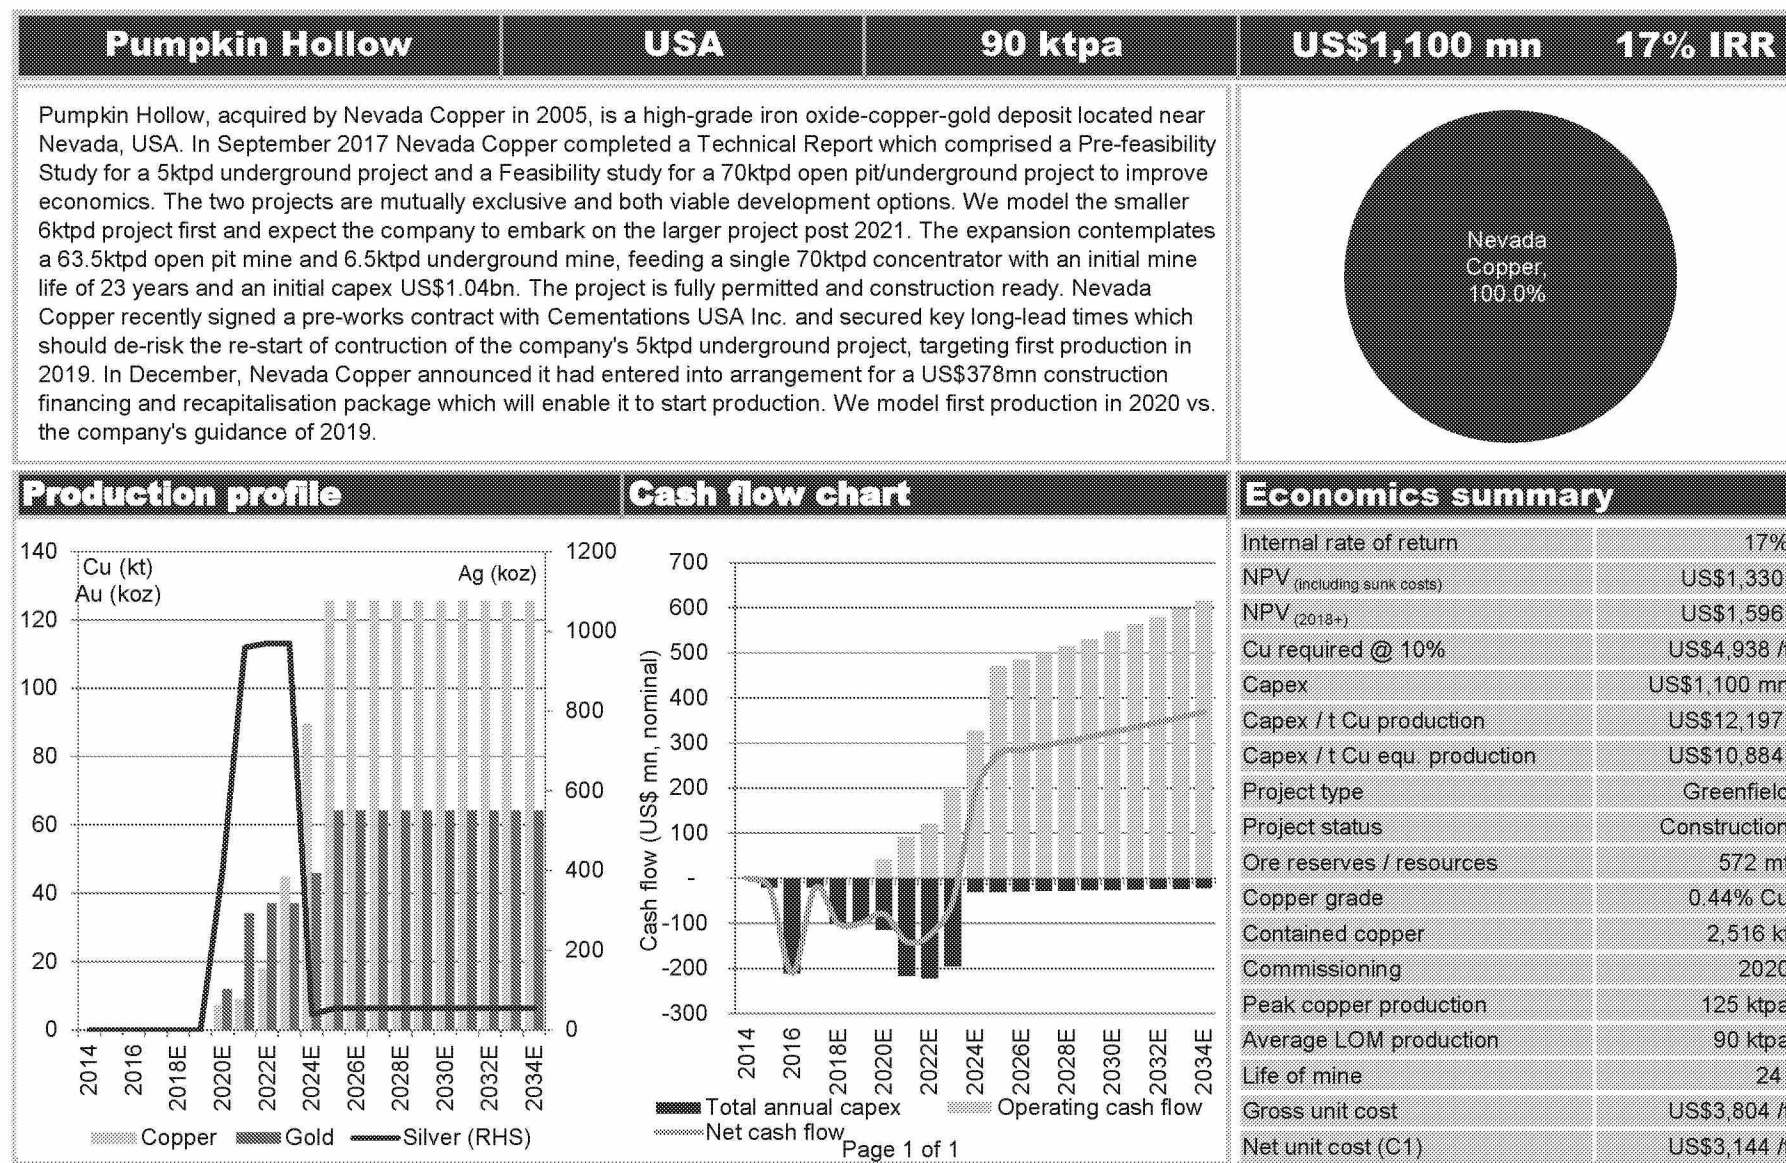 Pumpkin Hollow USA 90 ktpa US$1,100 mn 17% IRR
Pumpkin Hollow, acquired by Nevada Copper in 2005, is a high-grade iron oxide-copper-gold deposit located near
Nevada, USA. In September 2017 Nevada Copper completed a Technical Report which comprised a Pre-feasibility
Study for a 5ktpd underground project and a Feasibility study for a 70ktpd open pit/underground project to improve
economics. The two projects are mutually exclusive and both viable development options. We model the smaller
6ktpd project first and expect the company to embark on the larger project post 2021. The expansion contemplates
a 63.5ktpd open pit mine and 6.5ktpd underground mine, feeding a single 70ktpd concentrator with an initial mine
life of 23 years and an initial capex US$1.04bn. The project is fully permitted and construction ready. Nevada
Copper recently signed a pre-works contract with Cementations USA Inc. and secured key long-lead times which
should de-risk the re-start of contruction of the company's 5ktpd underground project, targeting first production in
2019. In December, Nevada Copper announced it had entered into arrangement for a US$378mn construction
financing and recapitalisation package which will enable it to start production. We model first production in 2020 vs.
the company's guidance of 2019.
Nevada
Copper,
100.0%
Production profile
140 1200
Cu (kt) Ag (koz)
Au (koz)
120
1000
100
800
80
600
60
400
40
200
20
0 0
2014 2016 2018E 2020E 2022E 2024E 2026E 2028E 2030E 2032E 2034E
Copper Gold Silver (RHS)
Cash flow chart
Cash flow (US$ mn, nominal)
700
600
500
400
300
200
100
-
-100
-200
-300
2014 2016 2018E 2020E 2022E 2024E 2026E 2028E 2030E 2032E 2034E
Total annual capex Operating cash flow
Net cash flow
Page 1 of 1
Economics summary
Internal rate of return 17%
NPV (including sunk costs) US$1,330
NPV (2018+) US$1,596
Cu required @ 10% US$4,938 /t
Capex US$1,100 mn
Capex / t Cu production US$12,197
Capex / t Cu equ. production US$10,884
Project type Greenfield
Project status Construction
Ore reserves / resources 572 mt
Copper grade 0.44% Cu
Contained copper 2,516 kt
Commissioning 2020
Peak copper production 125 ktpa
Average LOM production 90 ktpa
Life of mine 24
Gross unit cost US$3,804 /t
Net unit cost (C1) US$3,144 /t